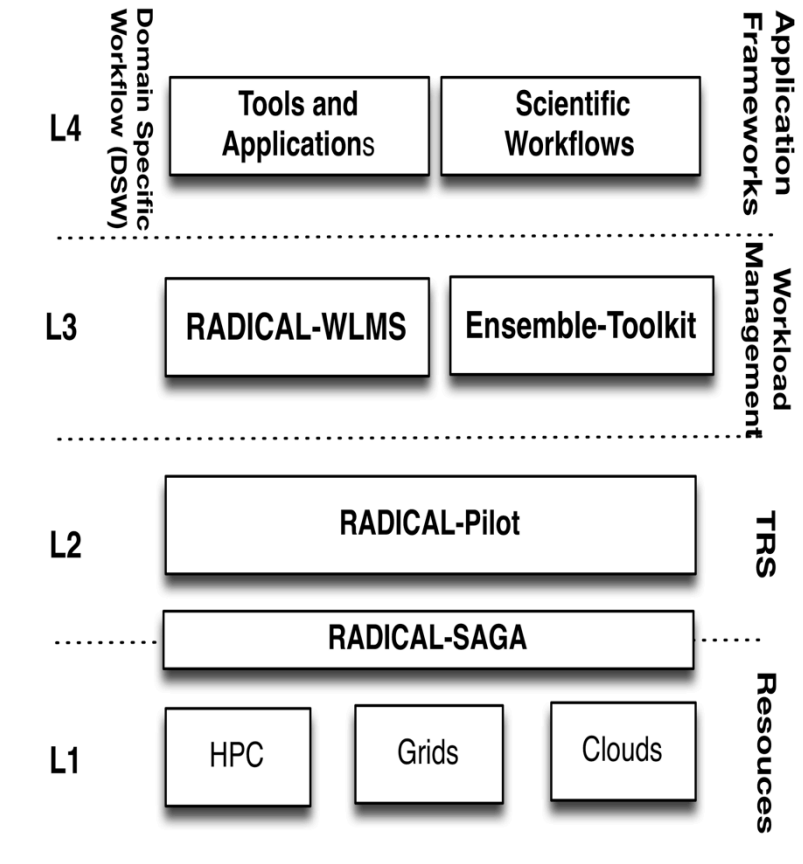 Domain Specific
Workflow (DSW)
Application
Frameworks
L4
Tools and
Applications
Scientific
Workflows
Workload
Management
L3
RADICAL-WLMS
Ensemble-Toolkit
L2
RADICAL-Pilot
TRS
RADICAL-SAGA
Resouces
L1
HPC
Grids
Clouds